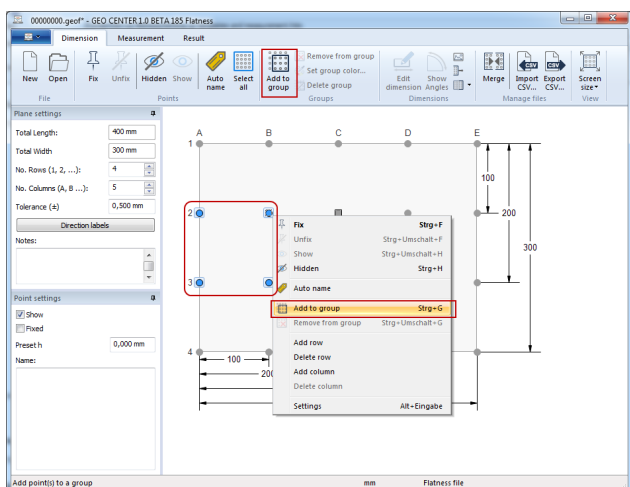 00000000.geof* - GEO CENTER 1.0 BETA 185 Flatness
Dimension Measurement Result
New Open Fix Unfix Hidden Show Auto name Select all Add to group
Remove from group
Set group color...
Delete group
Edit dimension Show Angles Merge Import CSV... Export CSV... Screen size
File Points Groups Dimensions Manage files View
Plane settings
Total Length: 400 mm
Total Width 300 mm
No. Rows (1, 2, ...): 4
No. Columns (A, B ...): 5
Tolerance (±) 0,500 mm
Direction labels
Notes:
Point settings
Show
Fixed
Preset h 0,000 mm
Name:
A B C D E
1
100
2
200
300
3
4
100
200
Fix Strg+F
Unfix Strg+Umschalt+F
Show Strg+Umschalt+H
Hidden Strg+H
Auto name
Add to group Strg+G
Remove from group Strg+Umschalt+G
Add row
Delete row
Add column
Delete column
Settings Alt+Eingabe
Add point(s) to a group mm Flatness file